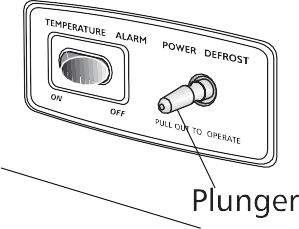 TEMPERATURE ALARM POWER DEFROST
ON OFF
PULL OUT TO OPERATE
Plunger